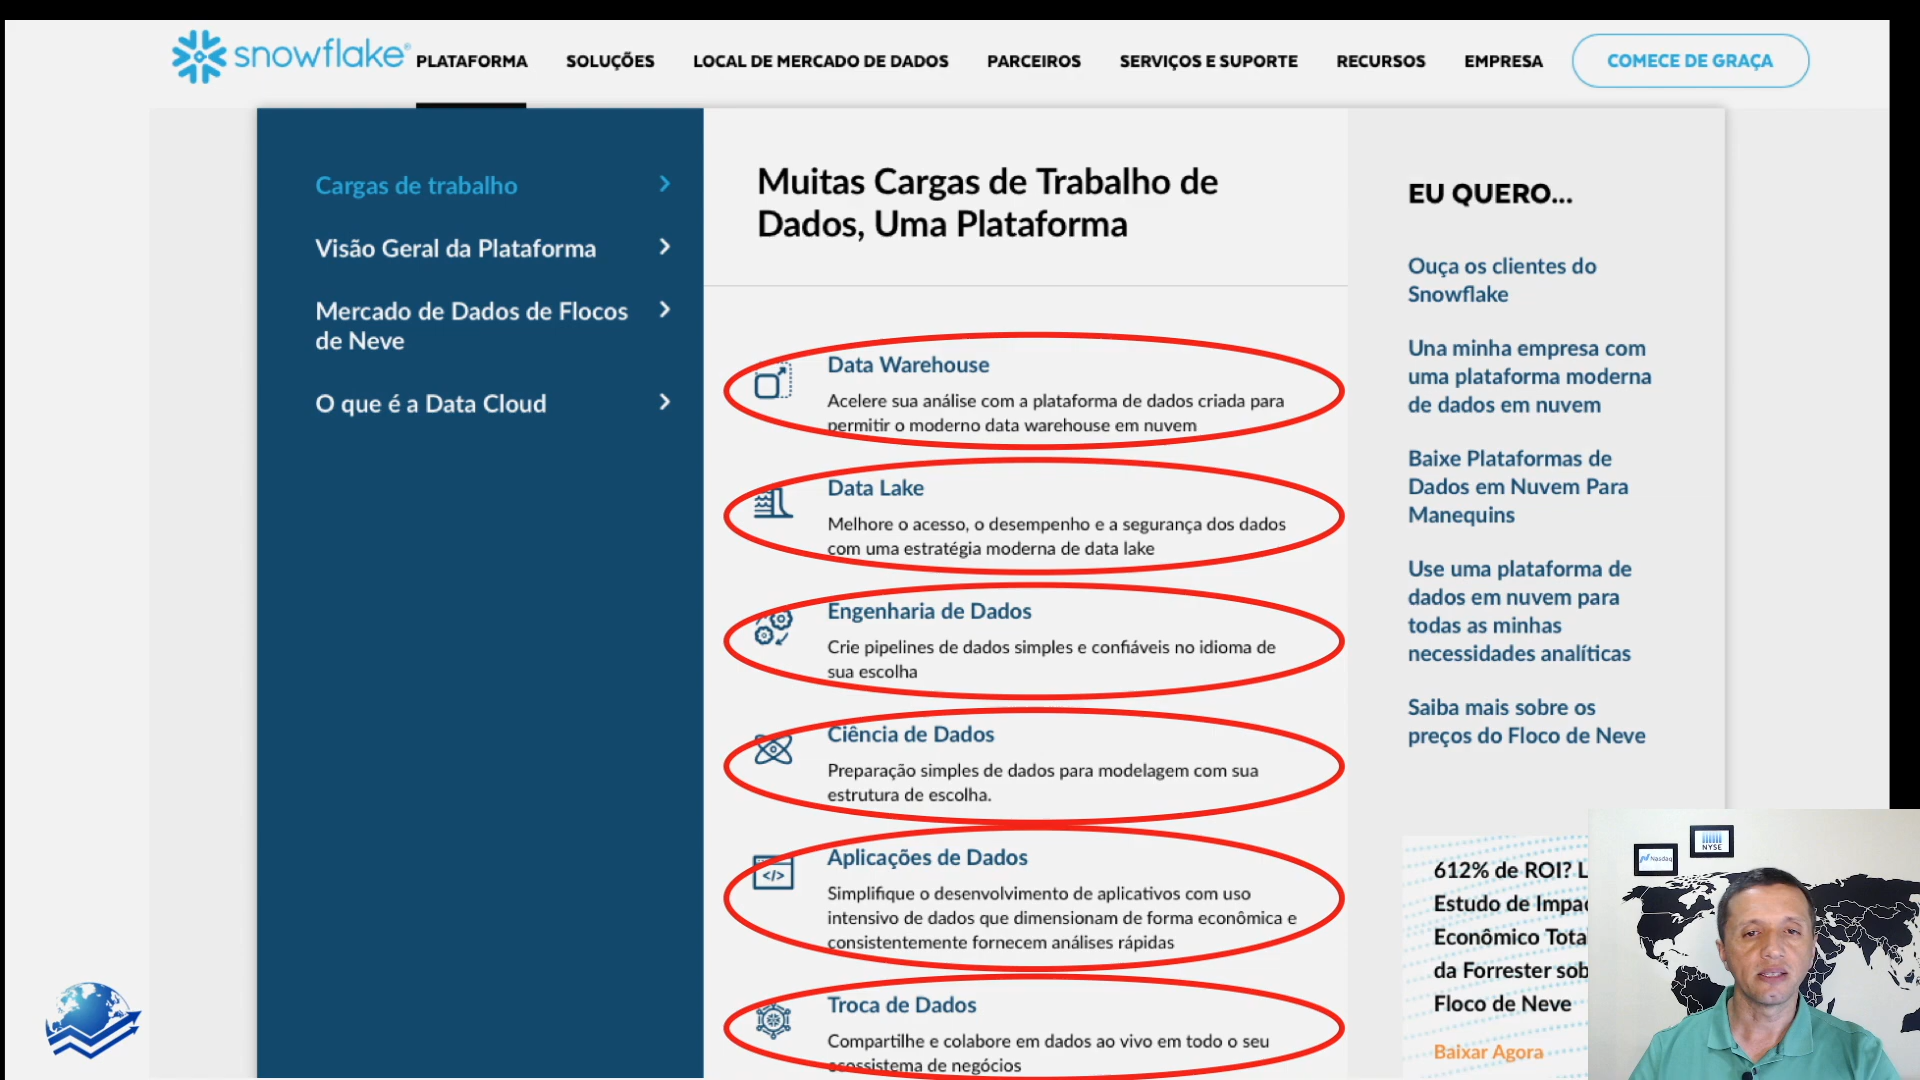 snowflake®
PLATAFORMA
SOLUÇÕES
LOCAL DE MERCADO DE DADOS
PARCEIROS
SERVIÇOS E SUPORTE
RECURSOS
EMPRESA
COMECE DE GRAÇA
Cargas de trabalho
Visão Geral da Plataforma
Mercado de Dados de Flocos
de Neve
O que é a Data Cloud
Muitas Cargas de Trabalho de
Dados, Uma Plataforma
Data Warehouse
Acelere sua análise com a plataforma de dados criada para
permitir o moderno data warehouse em nuvem
Data Lake
Melhore o acesso, o desempenho e a segurança dos dados
com uma estratégia moderna de data lake
Engenharia de Dados
Crie pipelines de dados simples e confiáveis no idioma de
sua escolha
Ciência de Dados
Preparação simples de dados para modelagem com sua
estrutura de escolha.
Aplicações de Dados
</>
Simplifique o desenvolvimento de aplicativos com uso
intensivo de dados que dimensionam de forma econômica e
consistentemente fornecem análises rápidas
Troca de Dados
Compartilhe e colabore em dados ao vivo em todo o seu
ecossistema de negócios
EU QUERO...
Ouça os clientes do
Snowflake
Una minha empresa com
uma plataforma moderna
de dados em nuvem
Baixe Plataformas de
Dados em Nuvem Para
Manequins
Use uma plataforma de
dados em nuvem para
todas as minhas
necessidades analíticas
Saiba mais sobre os
preços do Floco de Neve
612% de ROI? L
Estudo de Impac
Econômico Tota
da Forrester sob
Floco de Neve
Baixar Agora
Nasdaq
NYSE